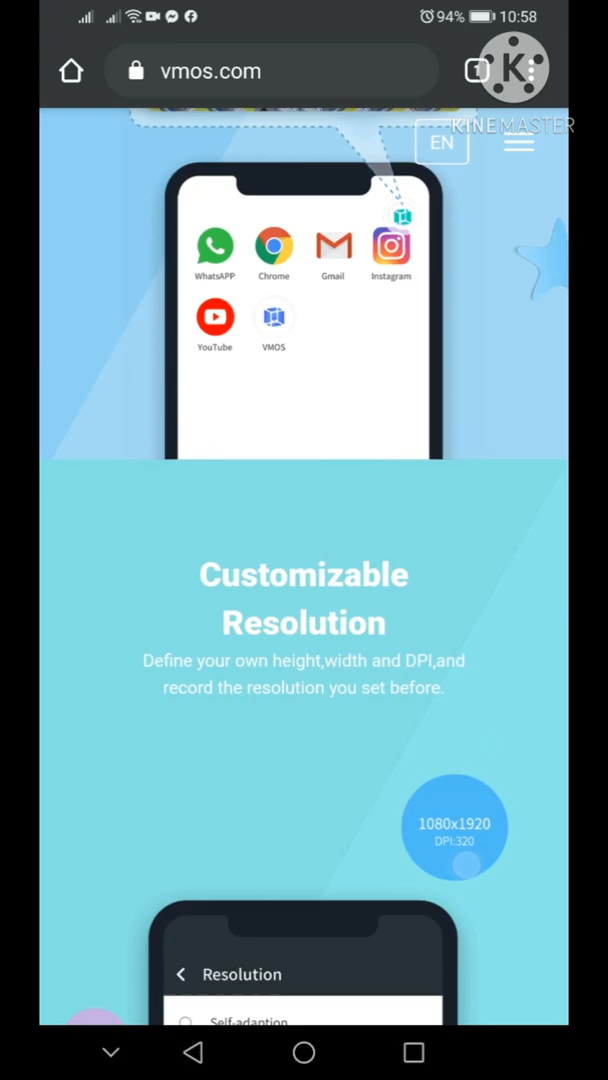 94% 10:58
vmos.com
1
K
KINEMASTER
EN
WhatsAPP Chrome Gmail Instagram
YouTube VMOS
Customizable
Resolution
Define your own height,width and DPI,and
record the resolution you set before.
1080x1920
DPI:320
Resolution
Self-adaption